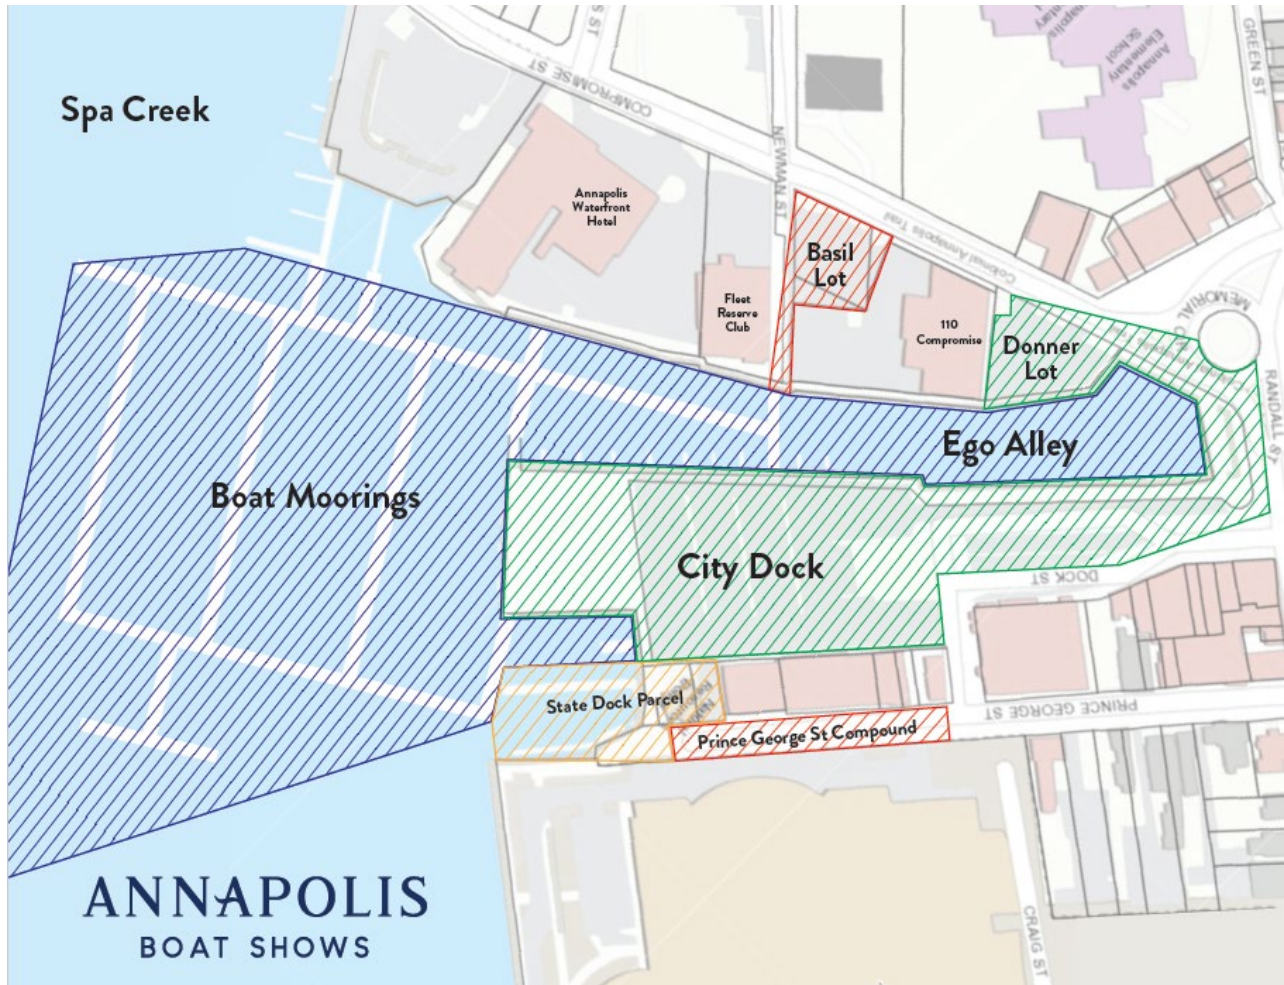 S ST
COMPROMISE ST
Annapolis
Elementary
School
GREEN ST
Spa Creek
NEWMAN ST
Annapolis
Waterfront
Hotel
Colonial Annapolis Trail
Basil
Lot
Fleet
Reserve
Club
110
Compromise
Donner
Lot
MEMORIAL
RANDALL ST
Ego Alley
Boat Moorings
City Dock
DOCK ST
State Dock Parcel
PRINCE GEORGE ST
Prince George St Compound
ANNAPOLIS
BOAT SHOWS
CRAIG ST